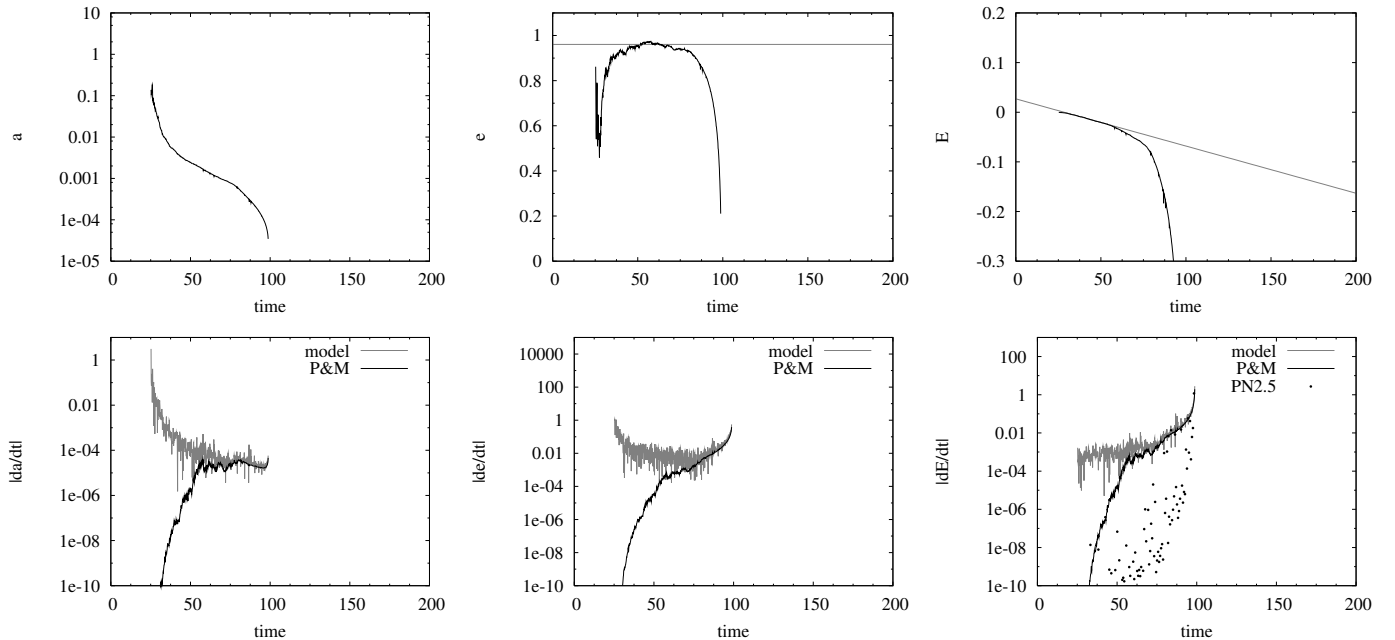 10
1
0.1
0.01
0.001
1e-04
1e-05
a
0 50 100 150 200
time
1
0.8
0.6
0.4
0.2
0
e
0 50 100 150 200
time
0.2
0.1
0
-0.1
-0.2
-0.3
E
0 50 100 150 200
time
1
0.01
1e-04
1e-06
1e-08
1e-10
|da/dt|
model
P&M
0 50 100 150 200
time
10000
100
1
0.01
1e-04
1e-06
1e-08
1e-10
|de/dt|
model
P&M
0 50 100 150 200
time
100
1
0.01
1e-04
1e-06
1e-08
1e-10
|dE/dt|
model
P&M
PN2.5
0 50 100 150 200
time